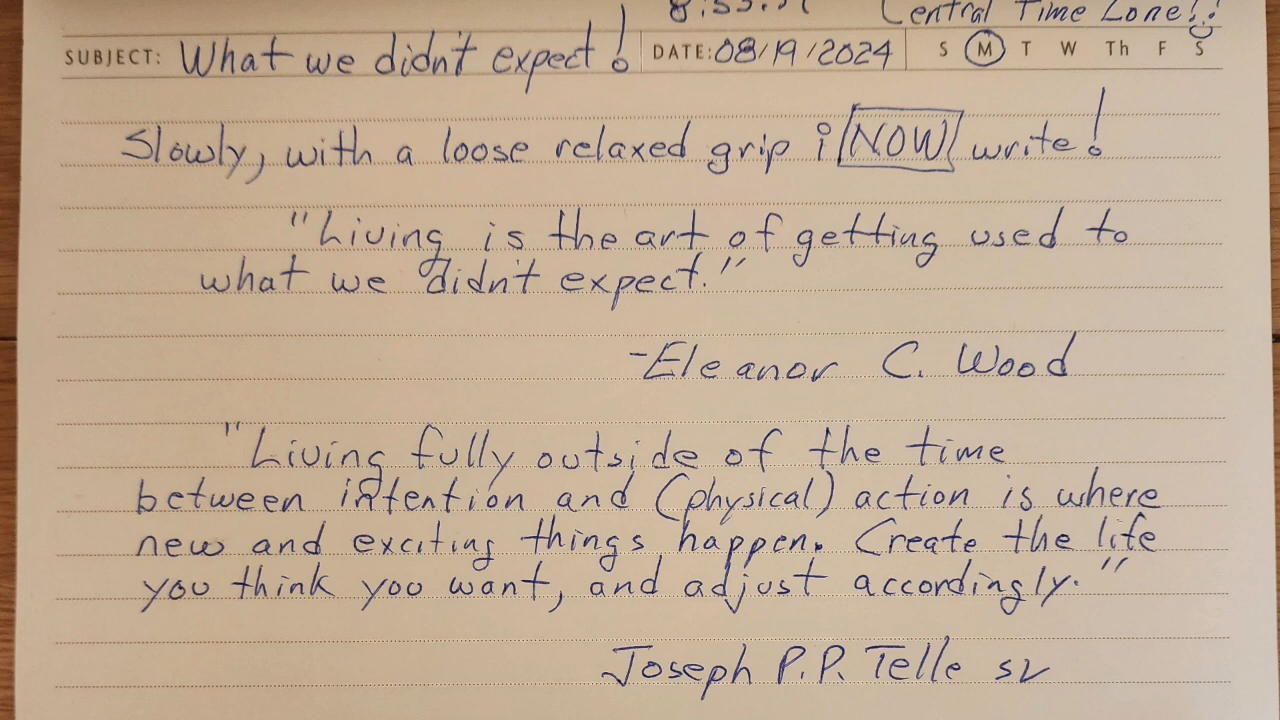 Central Time Zone!!
SUBJECT: What we didn't expect! DATE: 08/19/2024 S M T W Th F S
Slowly, with a loose relaxed grip i NOW write!
"Living is the art of getting used to
what we didn't expect."
-Eleanor C. Wood
"Living fully outside of the time
between intention and (physical) action is where
new and exciting things happen. Create the life
you think you want, and adjust accordingly."
Joseph P.P. Telle sr